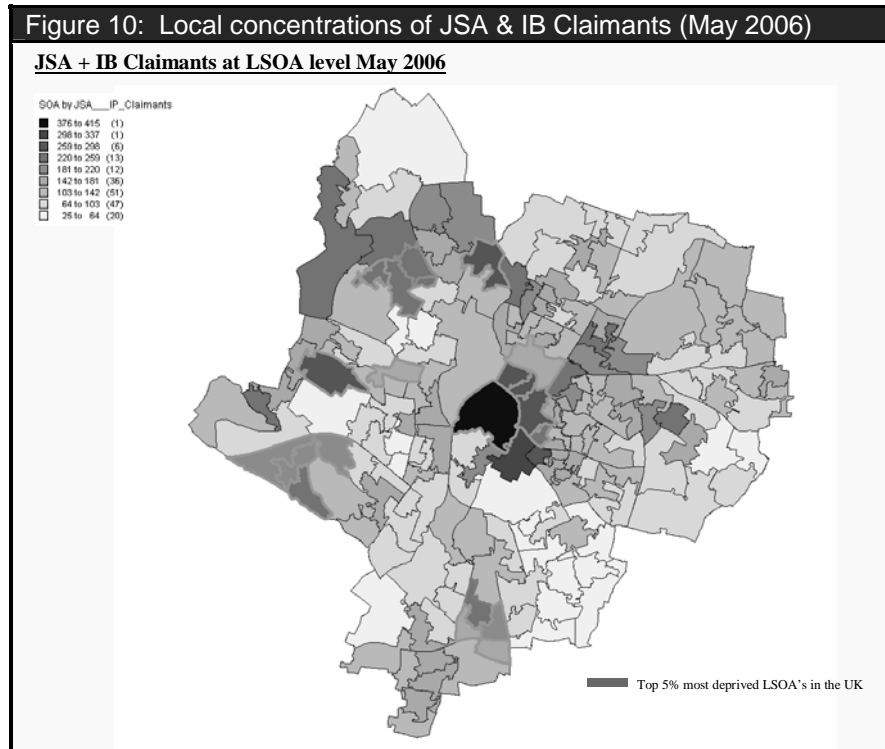 Figure 10: Local concentrations of JSA & IB Claimants (May 2006)
JSA + IB Claimants at LSOA level May 2006
SOA by JSA___IP_Claimants
376 to 415 (1)
298 to 337 (1)
259 to 298 (6)
220 to 259 (13)
181 to 220 (12)
142 to 181 (36)
103 to 142 (51)
64 to 103 (47)
25 to 64 (20)
Top 5% most deprived LSOA's in the UK